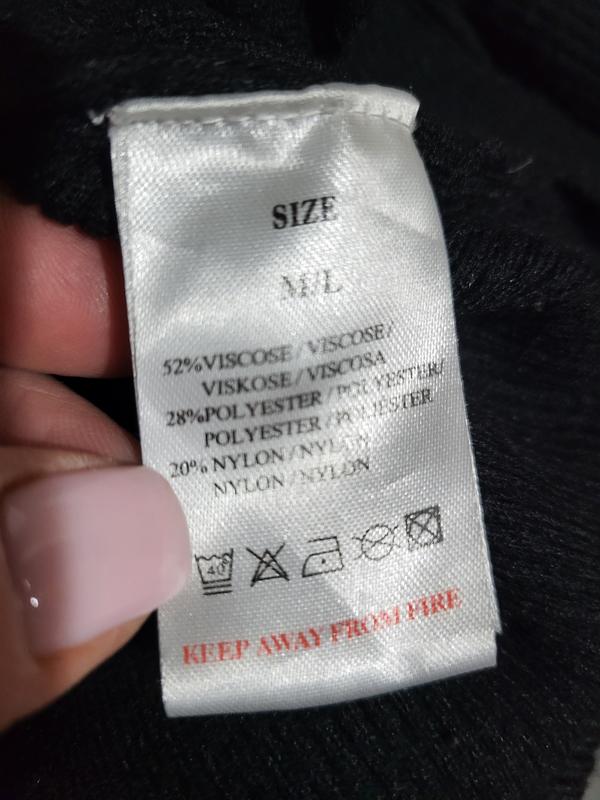 SIZE
M/L
52%VISCOSE/VISCOSE/
VISKOSE/VISCOSA
28%POLYESTER/POLYESTER/
POLYESTER/POLIESTER
20%NYLON/NYLON
NYLON/NYLON
40
KEEP AWAY FROM FIRE